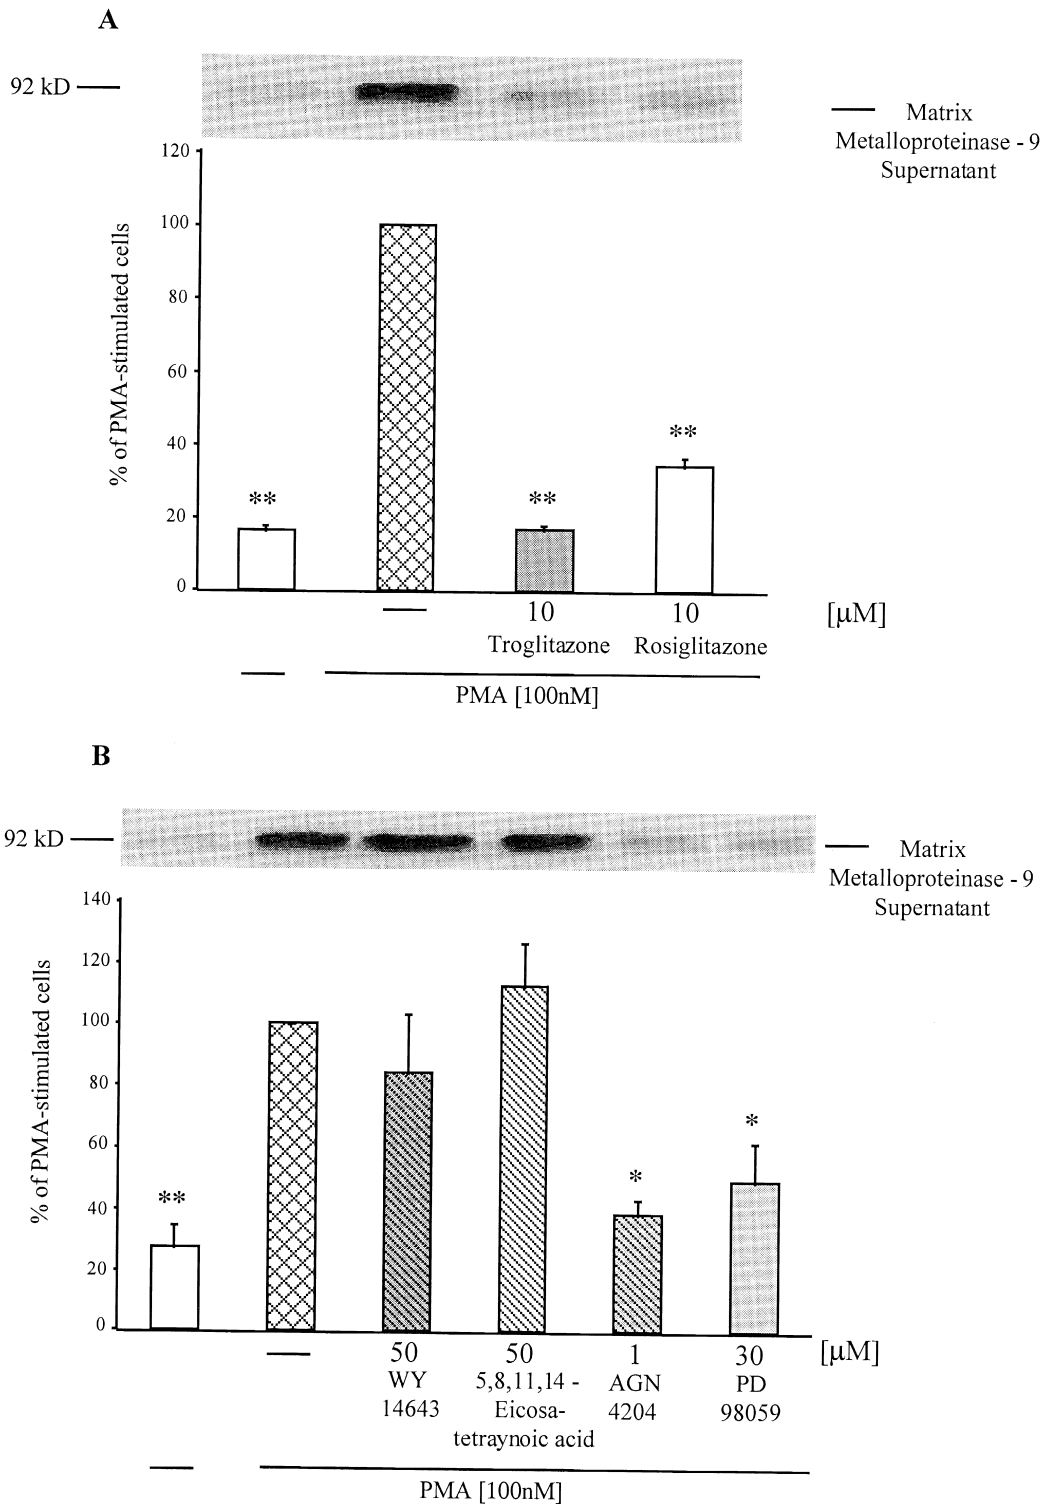 A
92 kD
Matrix
Metalloproteinase - 9
Supernatant
120
100
80
60
40
20
0
% of PMA-stimulated cells
**
**
**
10
10
[μM]
Troglitazone
Rosiglitazone
PMA [100nM]
B
92 kD
Matrix
Metalloproteinase - 9
Supernatant
140
120
100
80
60
40
20
0
% of PMA-stimulated cells
**
*
*
50
50
1
30
[μM]
WY
14643
5,8,11,14 -
Eicosa-
tetraynoic acid
AGN
4204
PD
98059
PMA [100nM]